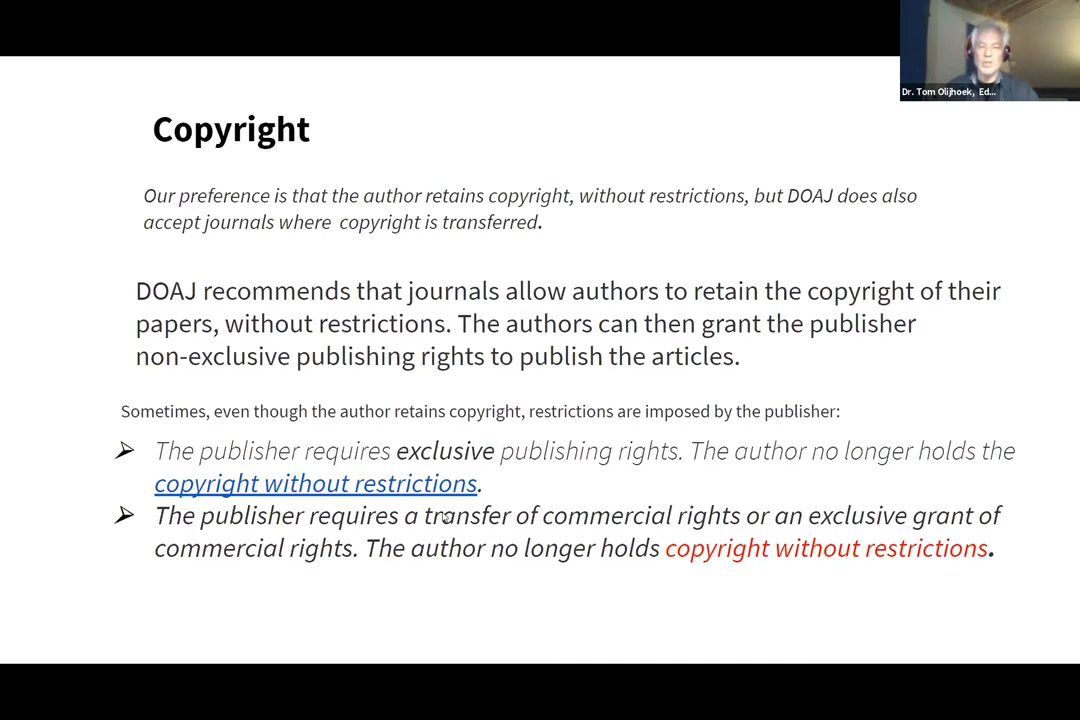 Dr. Tom Olijhoek, Ed...
Copyright
Our preference is that the author retains copyright, without restrictions, but DOAJ does also
accept journals where copyright is transferred.
DOAJ recommends that journals allow authors to retain the copyright of their
papers, without restrictions. The authors can then grant the publisher
non-exclusive publishing rights to publish the articles.
Sometimes, even though the author retains copyright, restrictions are imposed by the publisher:
The publisher requires exclusive publishing rights. The author no longer holds the
copyright without restrictions.
The publisher requires a transfer of commercial rights or an exclusive grant of
commercial rights. The author no longer holds copyright without restrictions.